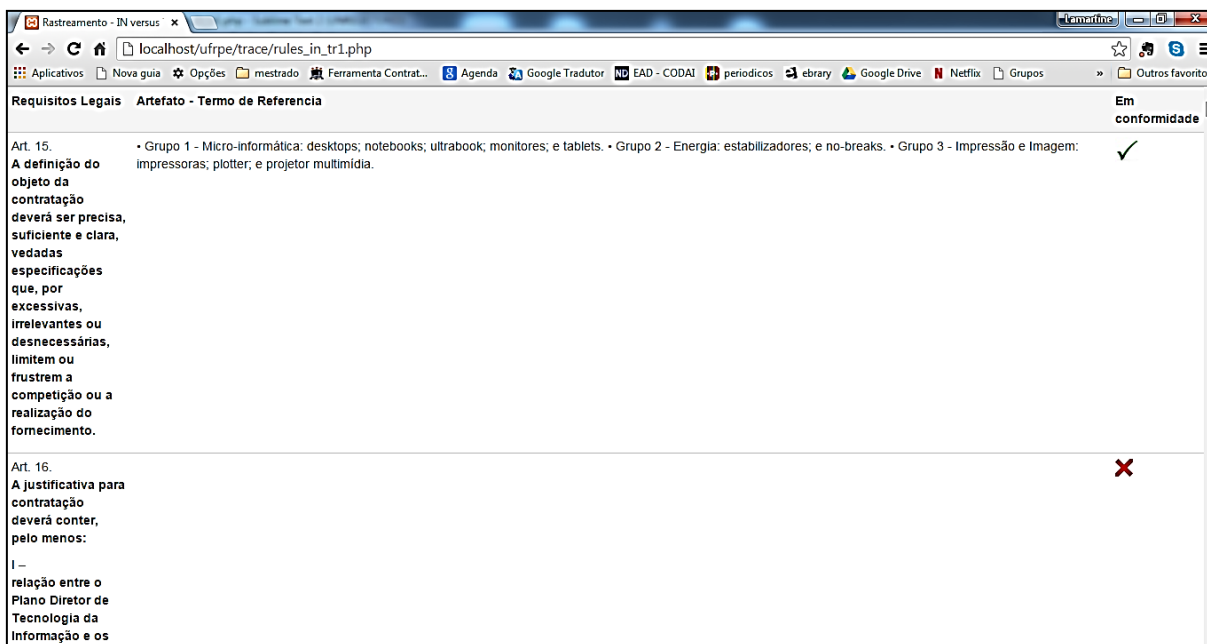 Rastreamento - IN versus
Lamartine
localhost/ufrpe/trace/rules_in_tr1.php
Aplicativos Nova guia Opções mestrado Ferramenta Contrat... Agenda Google Tradutor EAD - CODAI periodicos ebrary Google Drive Netflix Grupos » Outros favorito
Requisitos Legais Artefato - Termo de Referencia Em
conformidade
Art. 15.
A definição do
objeto da
contratação
deverá ser precisa,
suficiente e clara,
vedadas
especificações
que, por
excessivas,
irrelevantes ou
desnecessárias,
limitem ou
frustrem a
competição ou a
realização do
fornecimento.
• Grupo 1 - Micro-informática: desktops; notebooks; ultrabook; monitores; e tablets. • Grupo 2 - Energia: estabilizadores; e no-breaks. • Grupo 3 - Impressão e Imagem:
impressoras; plotter; e projetor multimídia.
Art. 16.
A justificativa para
contratação
deverá conter,
pelo menos:
I –
relação entre o
Plano Diretor de
Tecnologia da
Informação e os